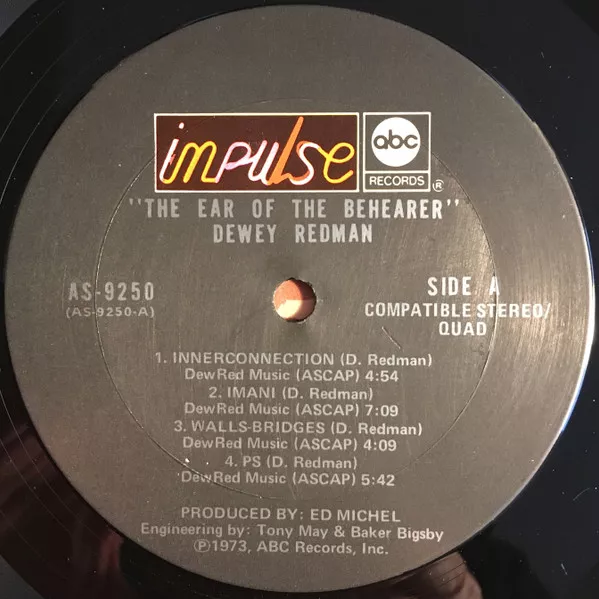 impulse
abc
RECORDS ®
"THE EAR OF THE BEHEARER"
DEWEY REDMAN
AS-9250
(AS-9250-A)
SIDE A
COMPATIBLE STEREO/
QUAD
1. INNERCONNECTION (D. Redman)
DewRed Music (ASCAP) 4:54
2. IMANI (D. Redman)
DewRed Music (ASCAP) 7:09
3. WALLS-BRIDGES (D. Redman)
DewRed Music (ASCAP) 4:09
4. PS (D. Redman)
DewRed Music (ASCAP) 5:42
PRODUCED BY: ED MICHEL
Engineering by: Tony May & Baker Bigsby
Ⓟ1973, ABC Records, Inc.